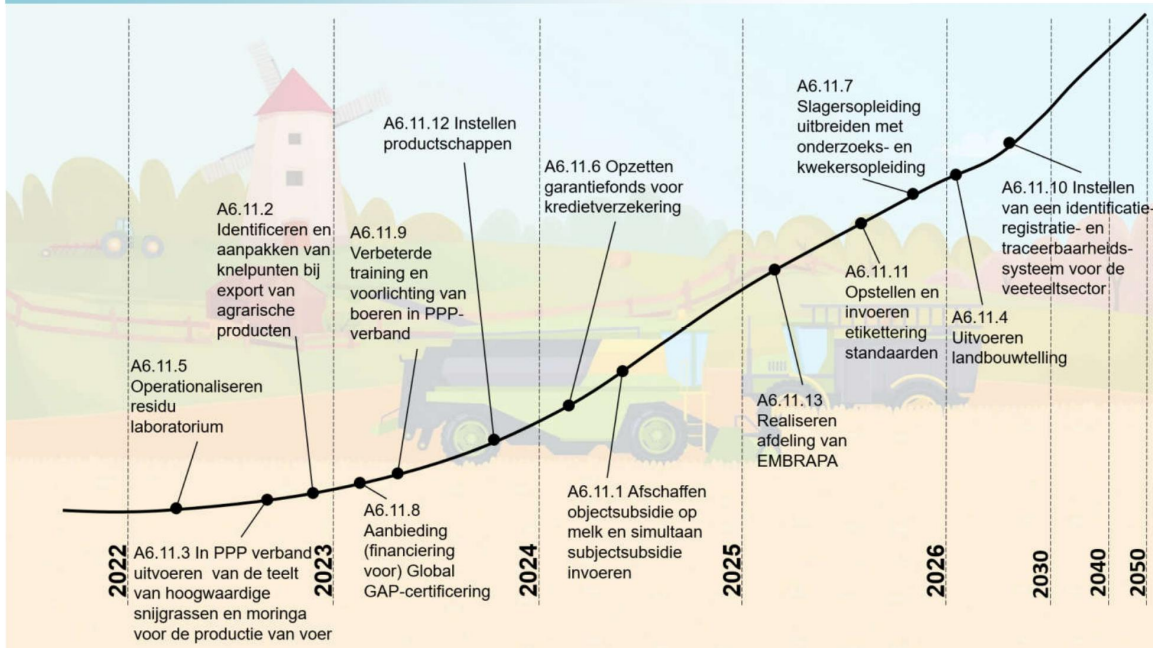 A6.11.5
Operationaliseren
residu
laboratorium
A6.11.3 In PPP verband
uitvoeren van de teelt
van hoogwaardige
snijgrassen en moringa
voor de productie van voer
A6.11.2
Identificeren en
aanpakken van
knelpunten bij
export van
agrarische
producten
A6.11.8
Aanbieding
(financiering
voor) Global
GAP-certificering
A6.11.9
Verbeterde
training en
voorlichting van
boeren in PPP-
verband
A6.11.12 Instellen
productschappen
A6.11.6 Opzetten
garantiefonds voor
kredietverzekering
A6.11.1 Afschaffen
objectsubsidie op
melk en simultaan
subjectsubsidie
invoeren
A6.11.13
Realiseren
afdeling van
EMBRAPA
A6.11.11
Opstellen en
invoeren
etikettering
standaarden
A6.11.7
Slagersopleiding
uitbreiden met
onderzoeks- en
kwekersopleiding
A6.11.4
Uitvoeren
landbouwtelling
A6.11.10 Instellen
van een identificatie-
registratie- en
traceerbaarheids-
systeem voor de
veeteeltsector
2022
2023
2024
2025
2026
2030
2040
2050